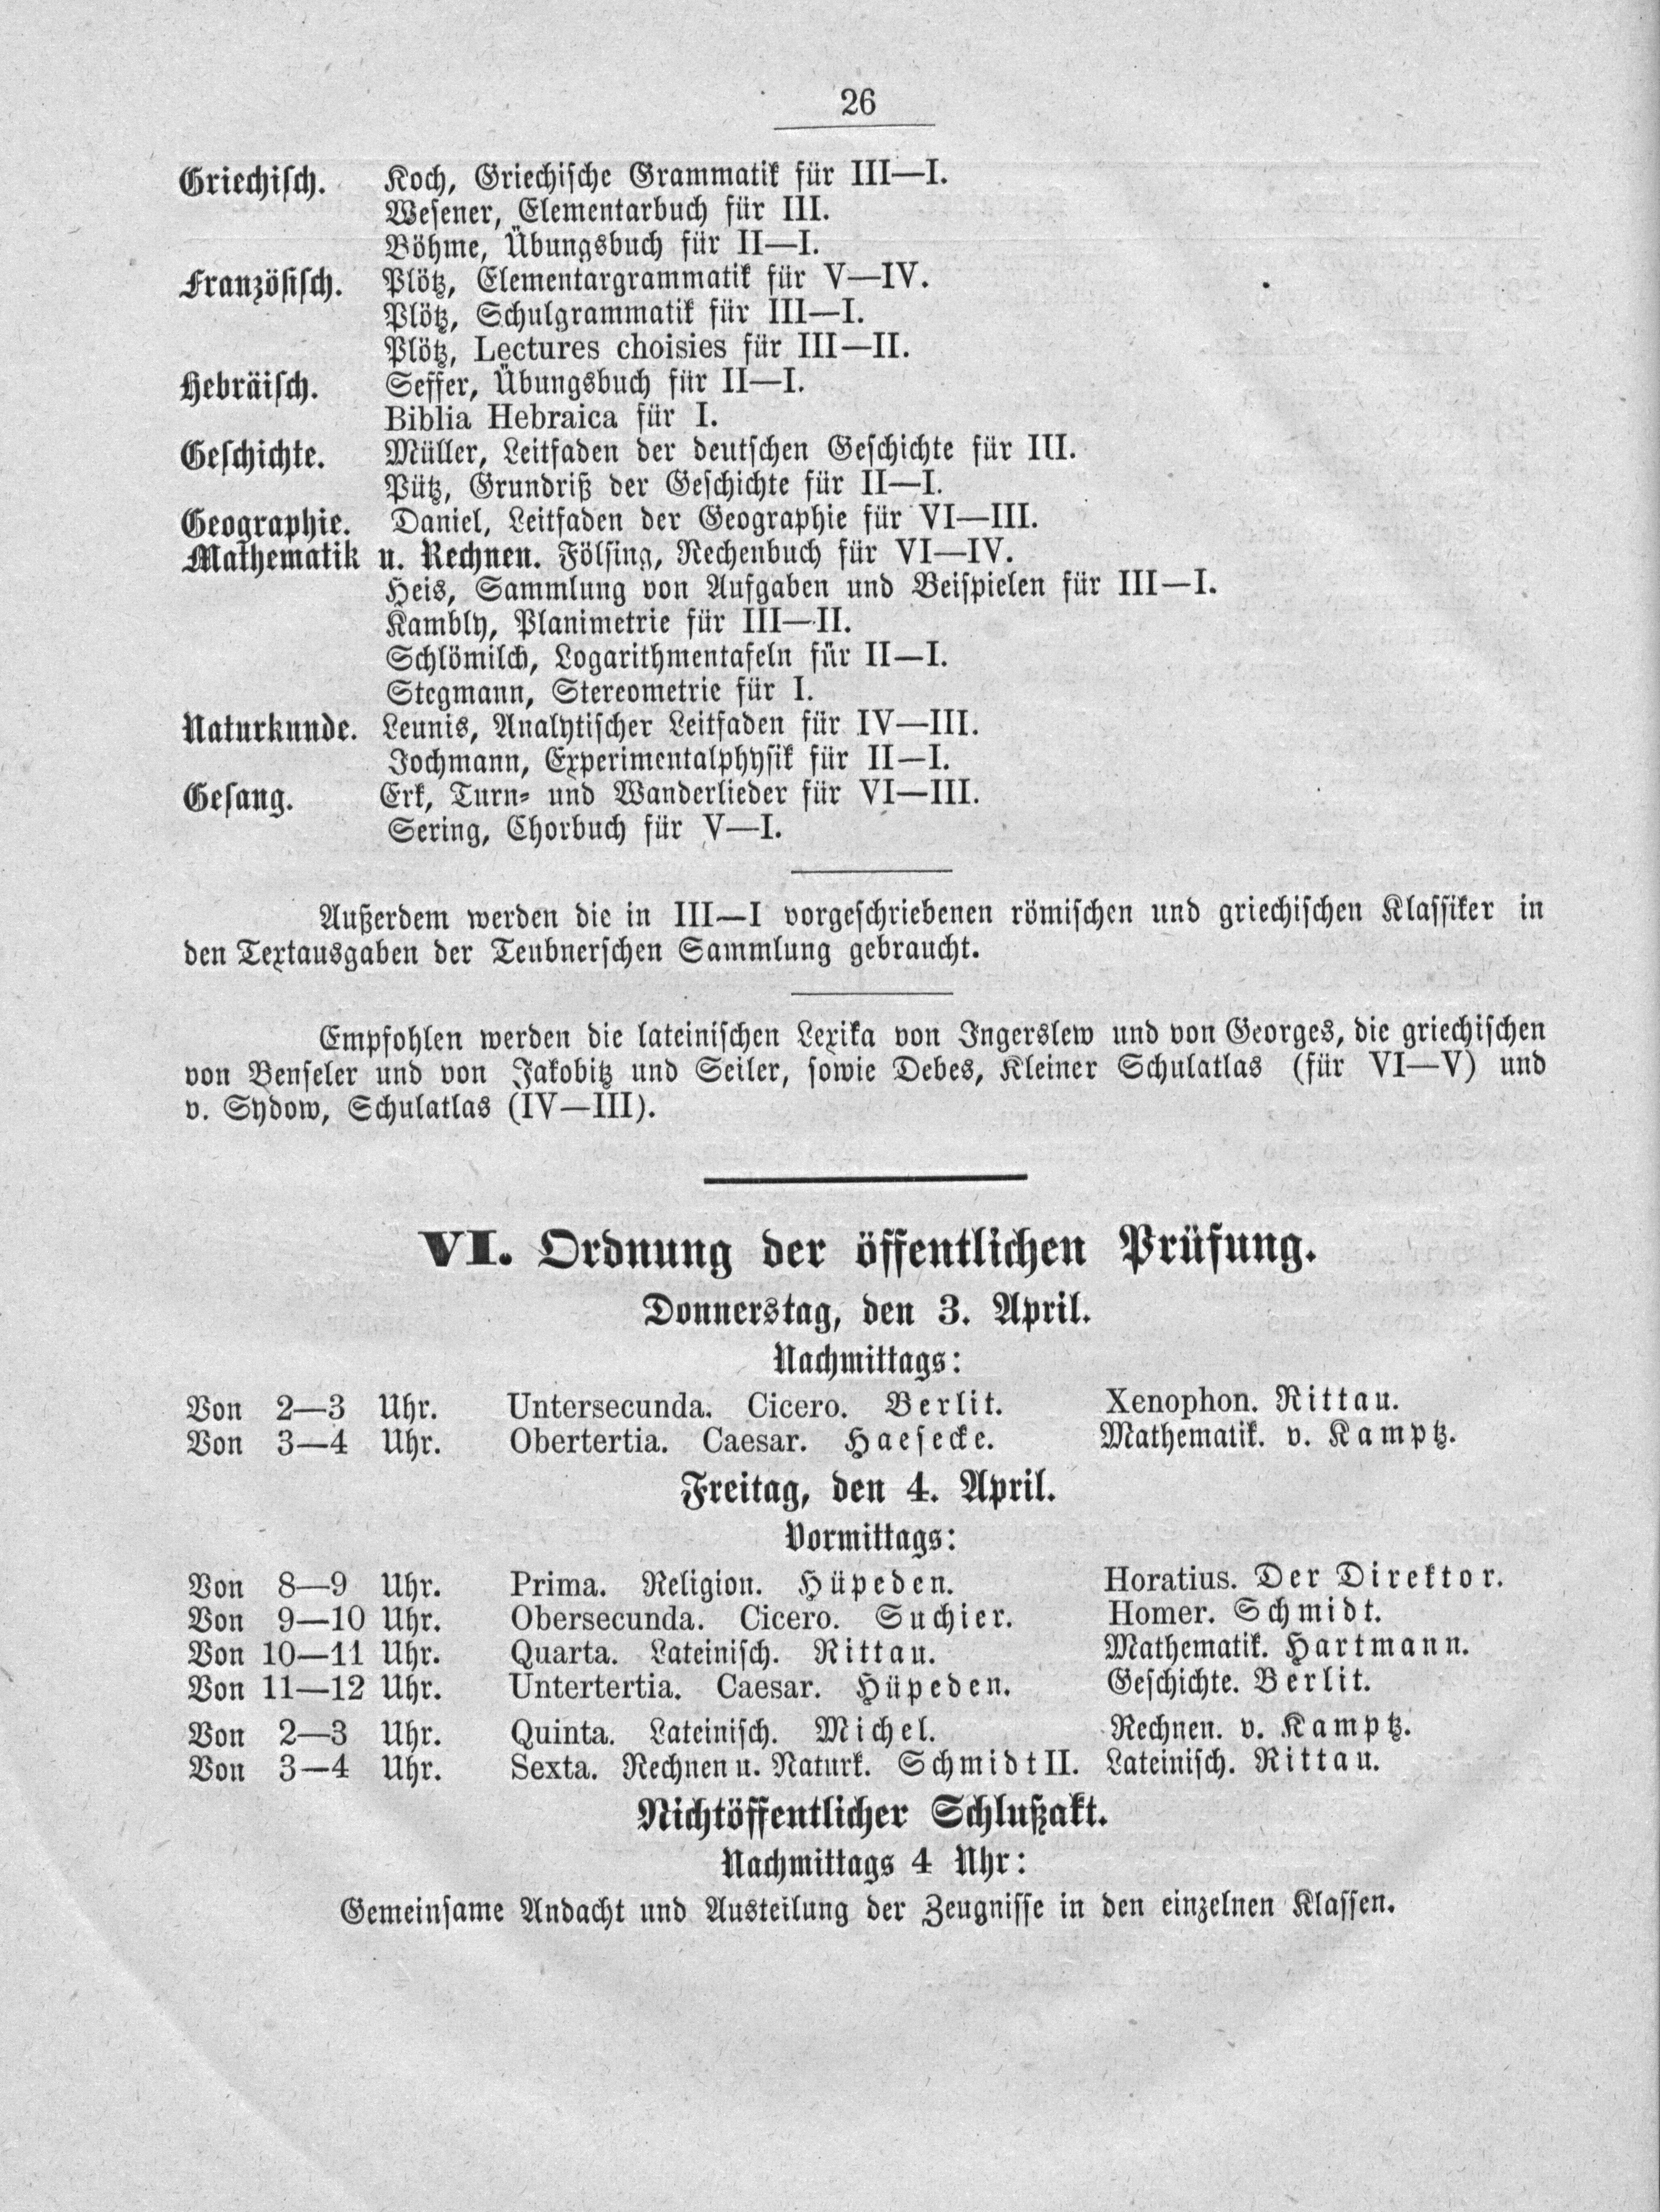 26
Griechisch. Koch, Griechische Grammatik für III—I.
Wesener, Elementarbuch für III.
Böhme, Übungsbuch für II—I.
Französisch. Plötz, Elementargrammatik für V—IV.
Plötz, Schulgrammatik für III—I.
Plötz, Lectures choisies für III—II.
Hebräisch. Seffer, Übungsbuch für II—I.
Biblia Hebraica für I.
Geschichte. Müller, Leitfaden der deutschen Geschichte für III.
Pütz, Grundriß der Geschichte für II—I.
Geographie. Daniel, Leitfaden der Geographie für VI—III.
Mathematik u. Rechnen. Fölsing, Rechenbuch für VI—IV.
Heis, Sammlung von Aufgaben und Beispielen für III—I.
Kambly, Planimetrie für III—II.
Schlömilch, Logarithmentafeln für II—I.
Stegmann, Stereometrie für I.
Naturkunde. Leunis, Analytischer Leitfaden für IV—III.
Jochmann, Experimentalphysik für II—I.
Gesang. Erk, Turn- und Wanderlieder für VI—III.
Sering, Chorbuch für V—I.
Außerdem werden die in III—I vorgeschriebenen römischen und griechischen Klassiker in
den Textausgaben der Teubnerschen Sammlung gebraucht.
Empfohlen werden die lateinischen Lexika von Ingerslew und von Georges, die griechischen
von Benseler und von Jakobitz und Seiler, sowie Debes, Kleiner Schulatlas (für VI—V) und
v. Sydow, Schulatlas (IV—III).
VI. Ordnung der öffentlichen Prüfung.
Donnerstag, den 3. April.
Nachmittags:
Von 2—3 Uhr. Untersecunda. Cicero. Berlit. Xenophon. Rittau.
Von 3—4 Uhr. Obertertia. Caesar. Haesecke. Mathematik. v. Kamptz.
Freitag, den 4. April.
Vormittags:
Von 8—9 Uhr. Prima. Religion. Hüpeden. Horatius. Der Direktor.
Von 9—10 Uhr. Obersecunda. Cicero. Suchier. Homer. Schmidt.
Von 10—11 Uhr. Quarta. Lateinisch. Rittau. Mathematik. Hartmann.
Von 11—12 Uhr. Untertertia. Caesar. Hüpeden. Geschichte. Berlit.
Von 2—3 Uhr. Quinta. Lateinisch. Michel. Rechnen. v. Kamptz.
Von 3—4 Uhr. Sexta. Rechnen u. Naturk. Schmidt II. Lateinisch. Rittau.
Nichtöffentlicher Schlußakt.
Nachmittags 4 Uhr:
Gemeinsame Andacht und Austeilung der Zeugnisse in den einzelnen Klassen.